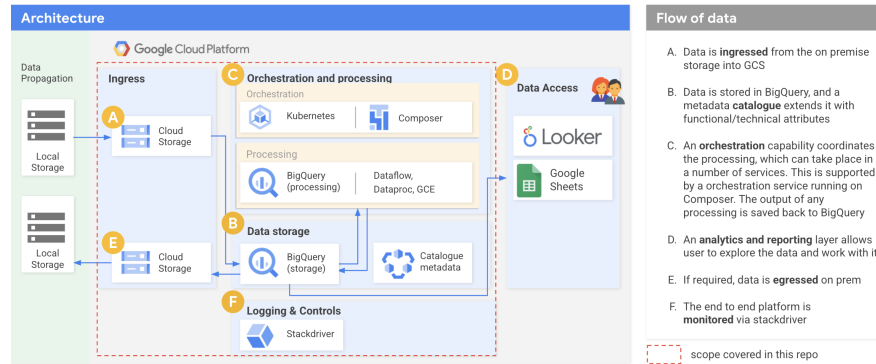 Architecture
Google Cloud Platform
Data
Propagation
Local
Storage
Local
Storage
Ingress
A
Cloud
Storage
E
Cloud
Storage
C
Orchestration and processing
Orchestration
Kubernetes
Composer
Processing
BigQuery
(processing)
Dataflow,
Dataproc, GCE
B
Data storage
BigQuery
(storage)
Catalogue
metadata
F
Logging & Controls
Stackdriver
D
Data Access
Looker
Google
Sheets
Flow of data
A. Data is ingressed from the on premise
storage into GCS
B. Data is stored in BigQuery, and a
metadata catalogue extends it with
functional/technical attributes
C. An orchestration capability coordinates
the processing, which can take place in
a number of services. This is supported
by a orchestration service running on
Composer. The output of any
processing is saved back to BigQuery
D. An analytics and reporting layer allows
user to explore the data and work with it
E. If required, data is egressed on prem
F. The end to end platform is
monitored via stackdriver
scope covered in this repo